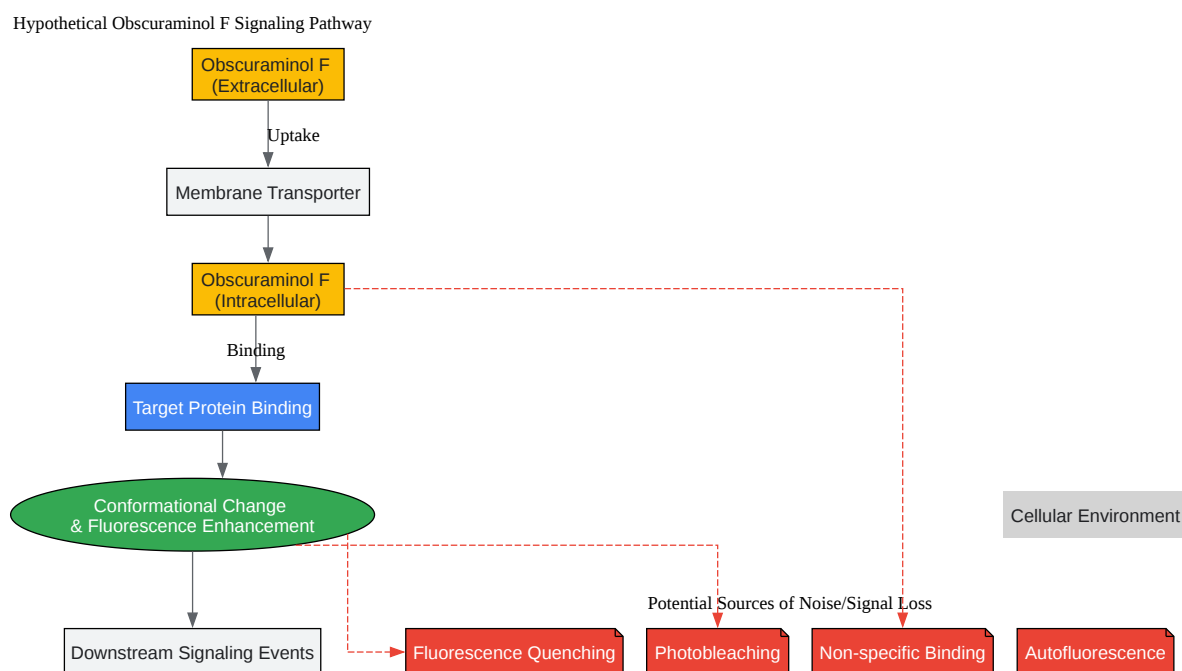 Hypothetical Obscuraminol F Signaling Pathway
Obscuraminol F
(Extracellular)
Uptake
Membrane Transporter
Obscuraminol F
(Intracellular)
Binding
Target Protein Binding
Conformational Change
& Fluorescence Enhancement
Cellular Environment
Potential Sources of Noise/Signal Loss
Downstream Signaling Events
Fluorescence Quenching
Photobleaching
Non-specific Binding
Autofluorescence